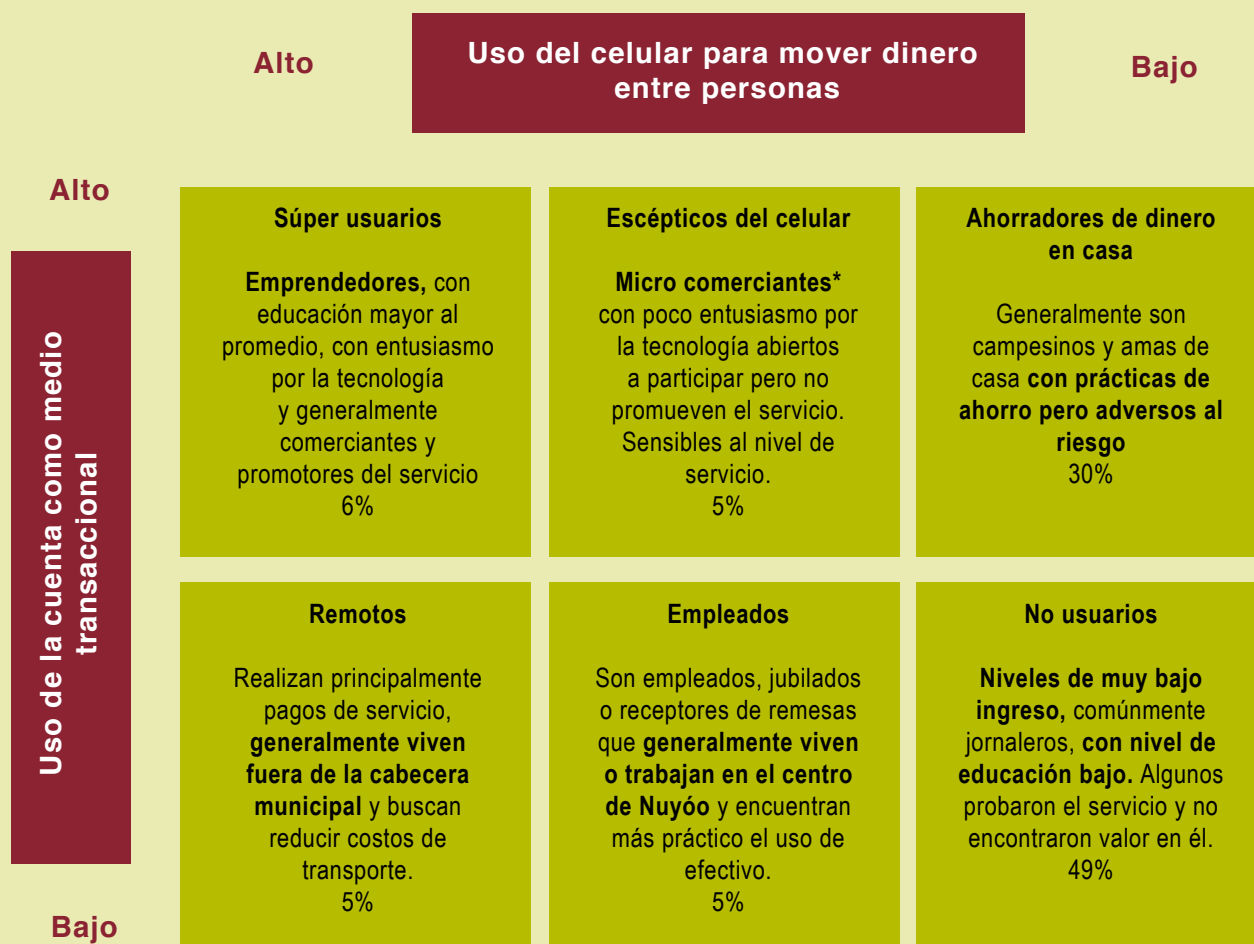 Alto
Uso del celular para mover dinero
entre personas
Bajo
Alto
Uso de la cuenta como medio
transaccional
Bajo
Súper usuarios
Emprendedores, con
educación mayor al
promedio, con entusiasmo
por la tecnología
y generalmente
comerciantes y
promotores del servicio
6%
Escépticos del celular
Micro comerciantes*
con poco entusiasmo por
la tecnología abiertos
a participar pero no
promueven el servicio.
Sensibles al nivel de
servicio.
5%
Ahorradores de dinero
en casa
Generalmente son
campesinos y amas de
casa con prácticas de
ahorro pero adversos al
riesgo
30%
Remotos
Realizan principalmente
pagos de servicio,
generalmente viven
fuera de la cabecera
municipal y buscan
reducir costos de
transporte.
5%
Empleados
Son empleados, jubilados
o receptores de remesas
que generalmente viven
o trabajan en el centro
de Nuyóo y encuentran
más práctico el uso de
efectivo.
5%
No usuarios
Niveles de muy bajo
ingreso, comúnmente
jornaleros, con nivel de
educación bajo. Algunos
probaron el servicio y no
encontraron valor en él.
49%